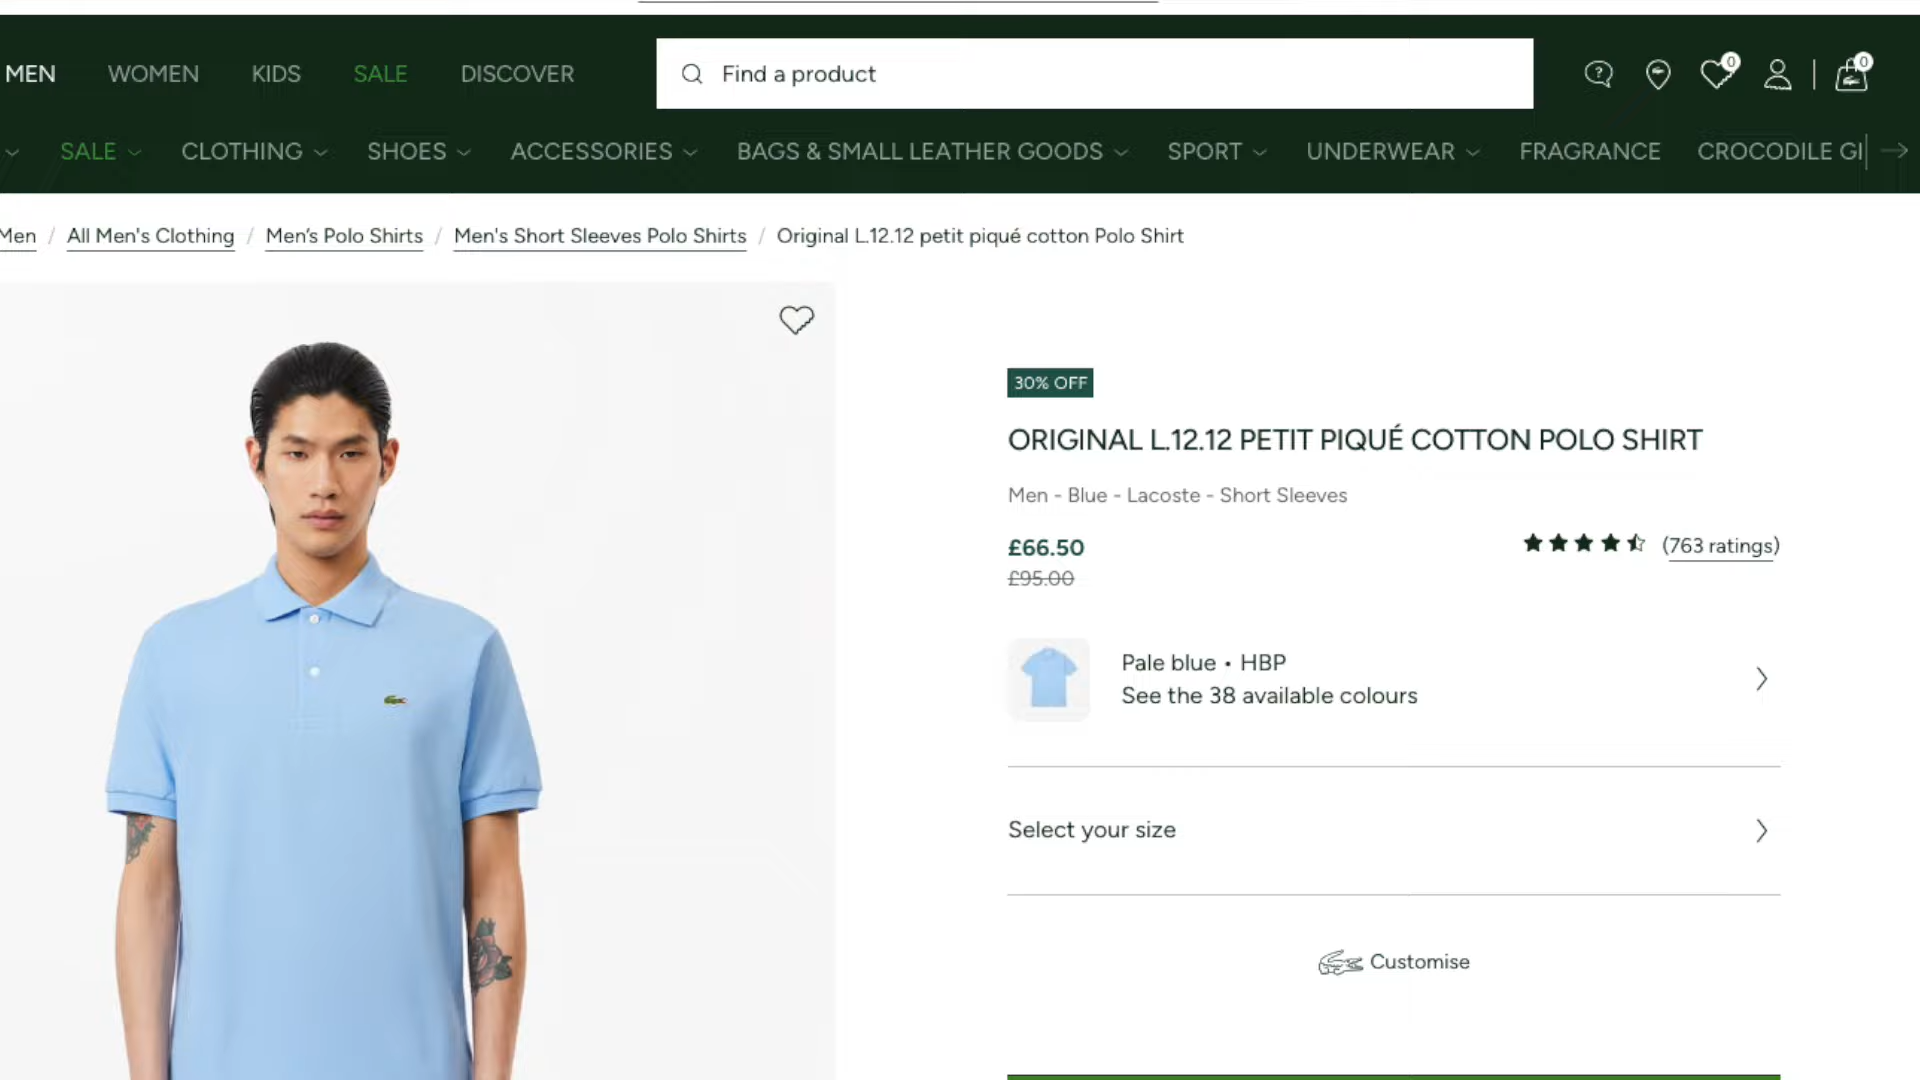 MEN WOMEN KIDS SALE DISCOVER Find a product 0 0
SALE CLOTHING SHOES ACCESSORIES BAGS & SMALL LEATHER GOODS SPORT UNDERWEAR FRAGRANCE CROCODILE GI
Men / All Men's Clothing / Men's Polo Shirts / Men's Short Sleeves Polo Shirts / Original L.12.12 petit piqué cotton Polo Shirt
30% OFF
ORIGINAL L.12.12 PETIT PIQUÉ COTTON POLO SHIRT
Men - Blue - Lacoste - Short Sleeves
£66.50
(763 ratings)
£95.00
Pale blue • HBP
See the 38 available colours
Select your size
Customise